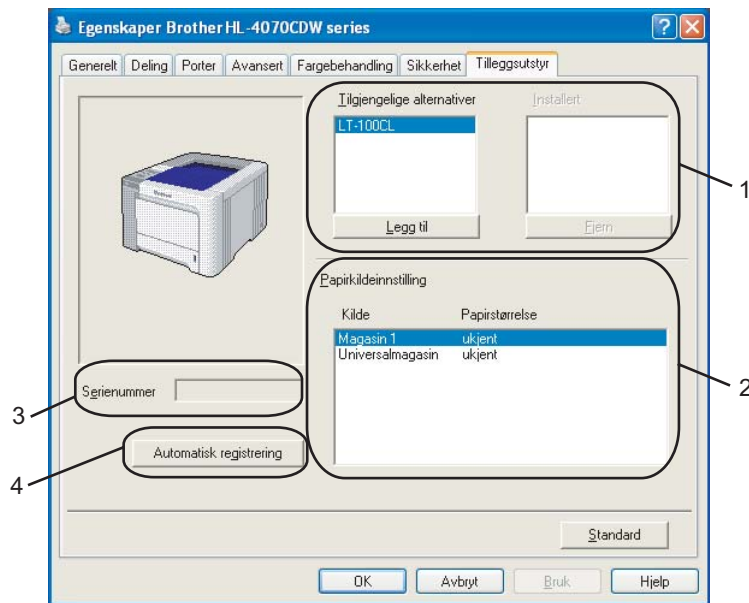 Egenskaper Brother HL-4070CDW series
Generelt Deling Porter Avansert Fargebehandling Sikkerhet Tilleggsutstyr
Tilgjengelige alternativer Installert
LT-100CL
Legg til Fjern
1
Papirkildeinnstilling
Kilde Papirstørrelse
Magasin 1 ukjent
Universalmagasin ukjent
2
Serienummer
3
Automatisk registrering
4
Standard
OK Avbryt Bruk Hjelp